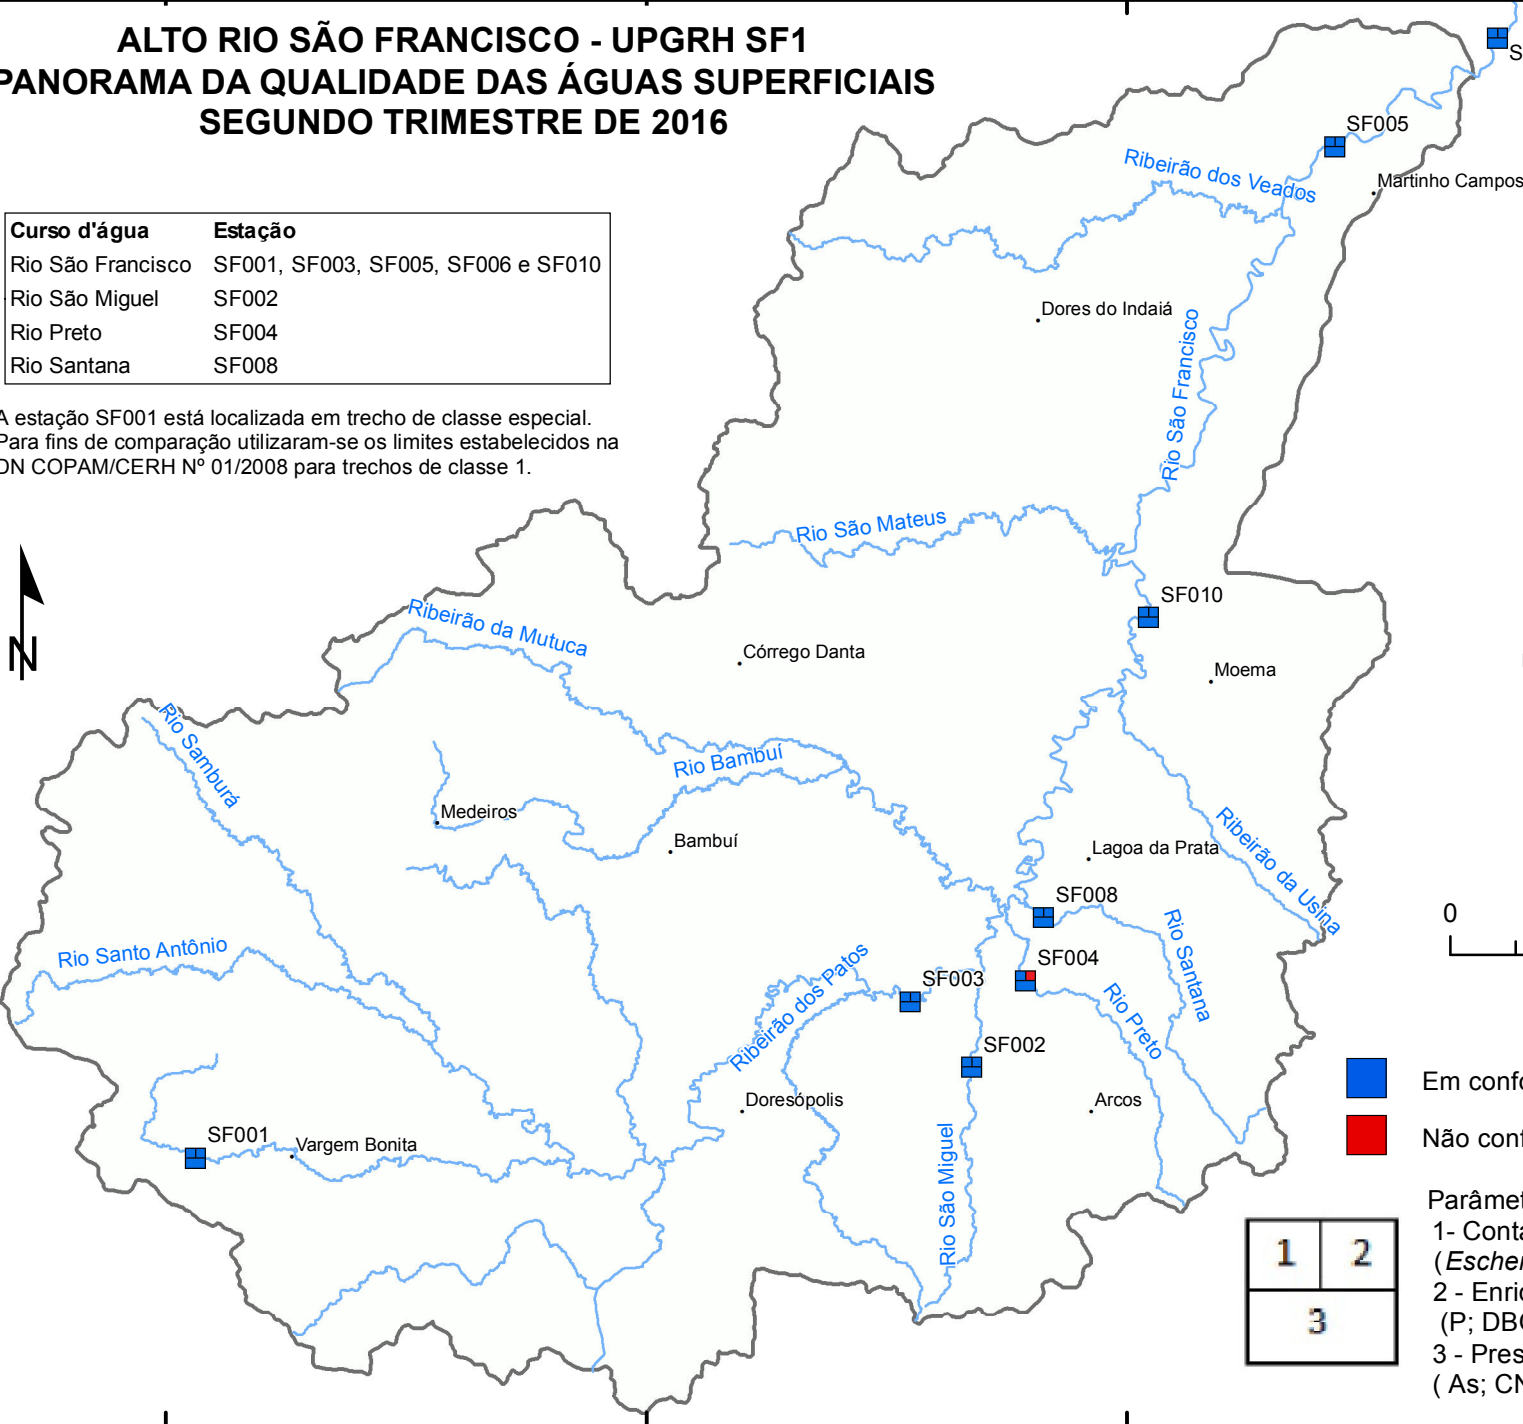 ALTO RIO SÃO FRANCISCO - UPGRH SF1
PANORAMA DA QUALIDADE DAS ÁGUAS SUPERFICIAIS
SEGUNDO TRIMESTRE DE 2016
Curso d'água Estação
Rio São Francisco SF001, SF003, SF005, SF006 e SF010
Rio São Miguel SF002
Rio Preto SF004
Rio Santana SF008
A estação SF001 está localizada em trecho de classe especial.
Para fins de comparação utilizaram-se os limites estabelecidos na
DN COPAM/CERH Nº 01/2008 para trechos de classe 1.
N
SF005
Martinho Campos
Ribeirão dos Veados
Dores do Indaiá
Rio São Francisco
Rio São Mateus
SF010
Moema
Ribeirão da Mutuca
Córrego Danta
Rio Samburá
Rio Bambuí
Medeiros
Bambuí
Lagoa da Prata
Ribeirão da Usina
SF008
Rio Santana
Rio Santo Antônio
SF004
SF003
Ribeirão dos Patos
Rio Preto
SF002
Doresópolis
Arcos
SF001
Vargem Bonita
Rio São Miguel
0
Em
Não
1 2
3
1-
2 -
(P;
3 -
( As;